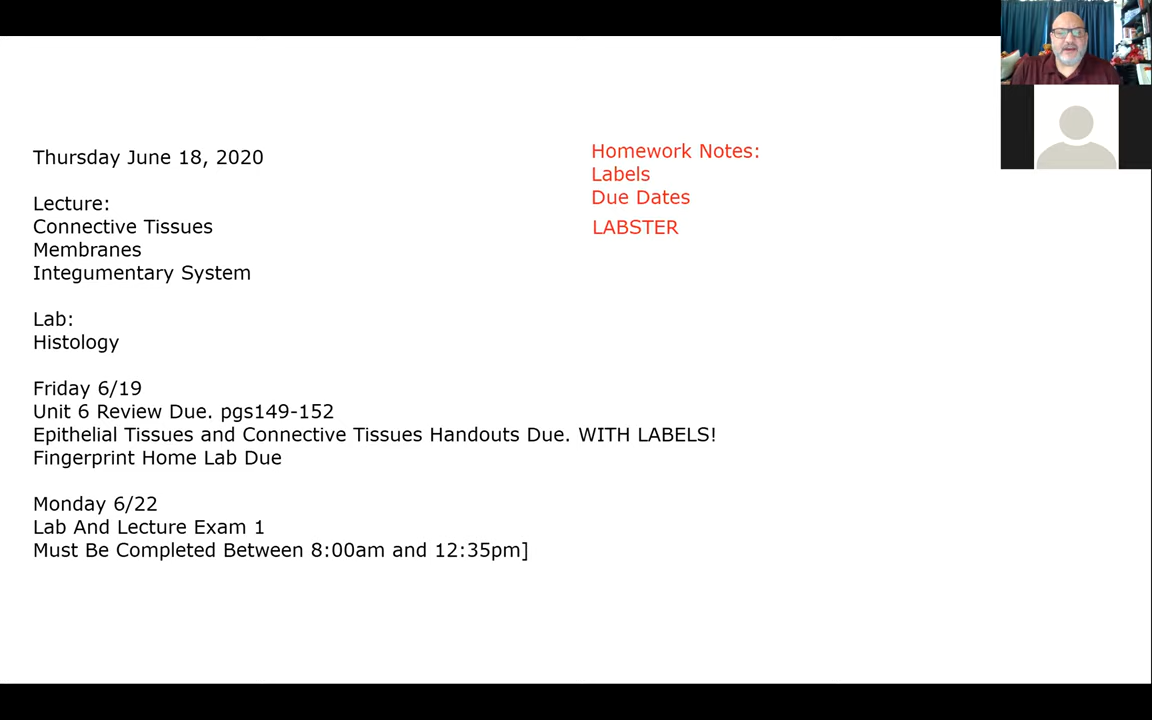 Thursday June 18, 2020
Lecture:
Connective Tissues
Membranes
Integumentary System
Lab:
Histology
Friday 6/19
Unit 6 Review Due. pgs149-152
Epithelial Tissues and Connective Tissues Handouts Due. WITH LABELS!
Fingerprint Home Lab Due
Monday 6/22
Lab And Lecture Exam 1
Must Be Completed Between 8:00am and 12:35pm]
Homework Notes:
Labels
Due Dates
LABSTER